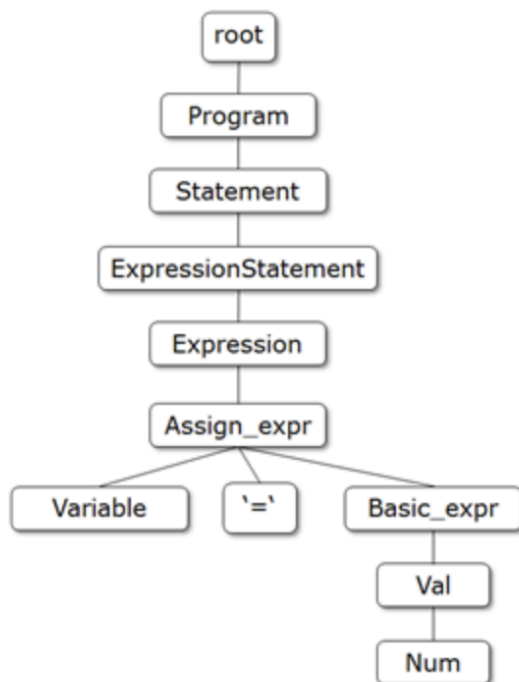 root
Program
Statement
ExpressionStatement
Expression
Assign_expr
Variable
‘=‘
Basic_expr
Val
Num